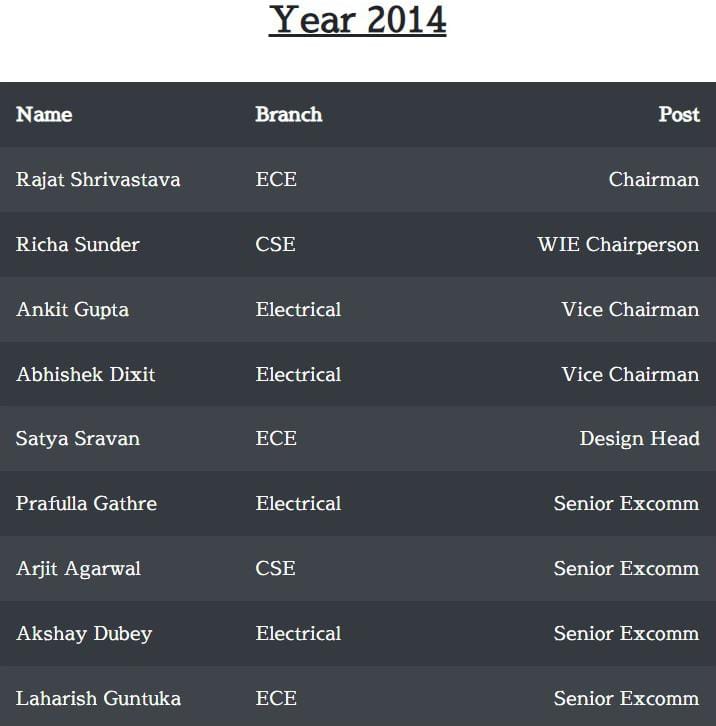 Year 2014
Name Branch Post
Rajat Shrivastava ECE Chairman
Richa Sunder CSE WIE Chairperson
Ankit Gupta Electrical Vice Chairman
Abhishek Dixit Electrical Vice Chairman
Satya Sravan ECE Design Head
Prafulla Gathre Electrical Senior Excomm
Arjit Agarwal CSE Senior Excomm
Akshay Dubey Electrical Senior Excomm
Laharish Guntuka ECE Senior Excomm